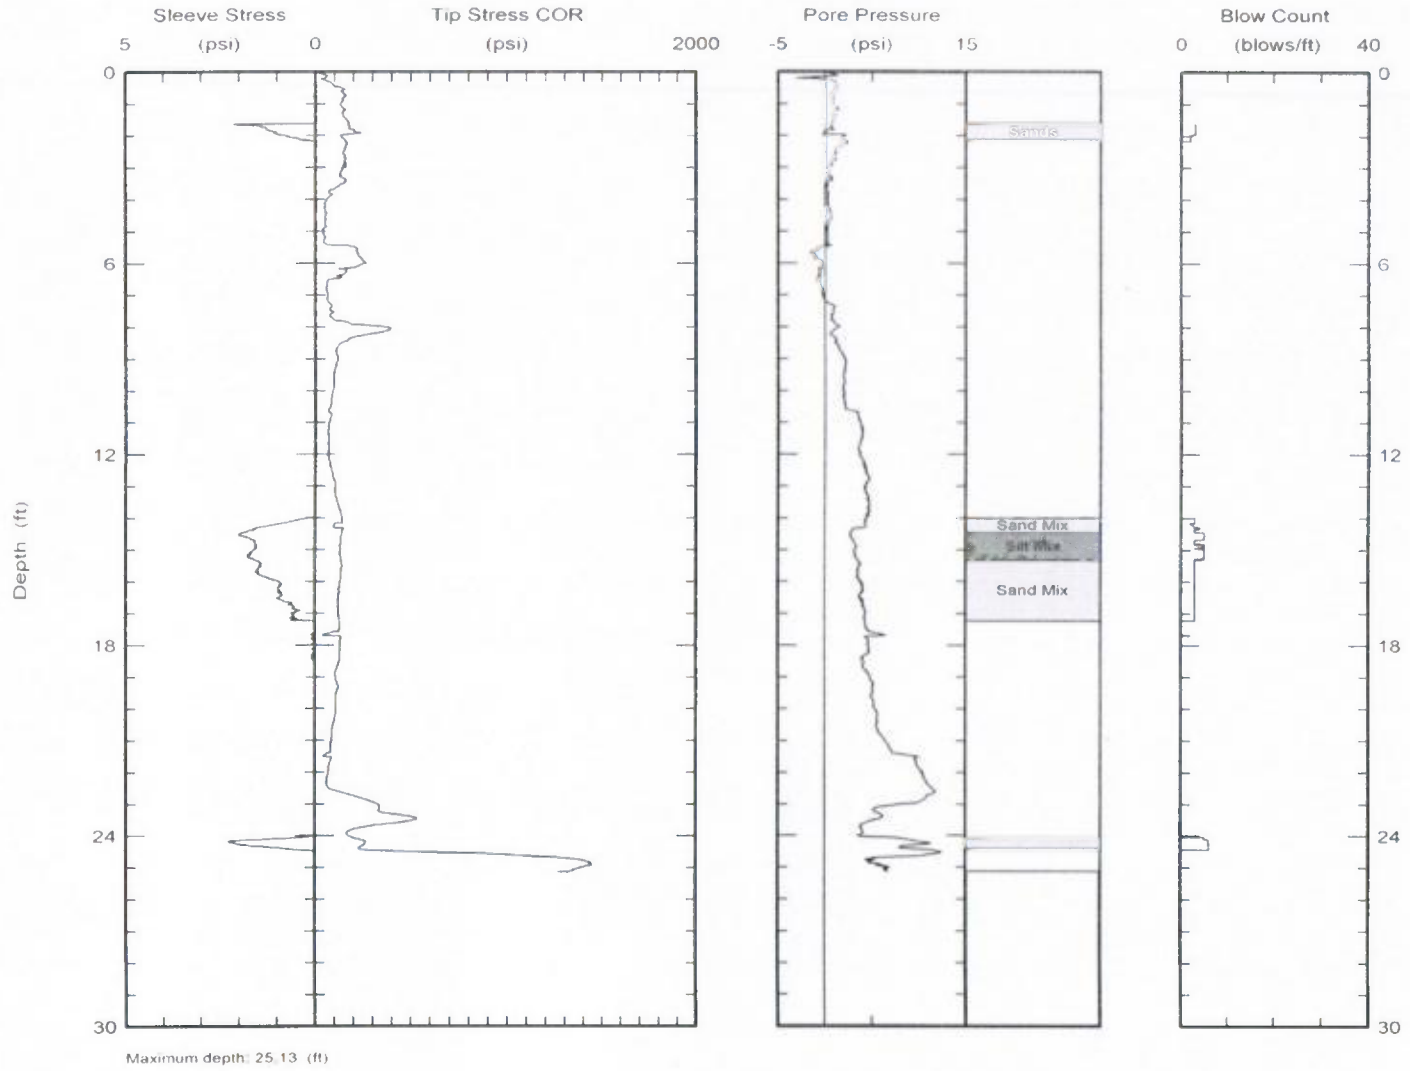 Sleeve Stress Tip Stress COR Pore Pressure Blow Count
5 (psi) 0 (psi) 2000 -5 (psi) 15 0 (blows/ft) 40
0 0
Sands
6 6
12 12
Depth (ft)
Sand Mix
Silt Mix
Sand Mix
18 18
24 24
30 30
Maximum depth: 25.13 (ft)